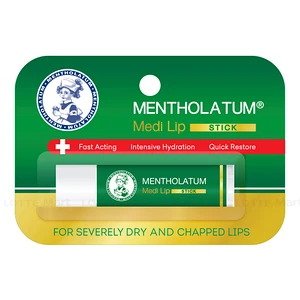 MENTHOLATUM
MENTHOLATUM®
Medi Lip STICK
Fast Acting Intensive Hydration Quick Restore
MENTHOLATUM
Medi Lip STICK
FOR SEVERELY DRY AND CHAPPED LIPS